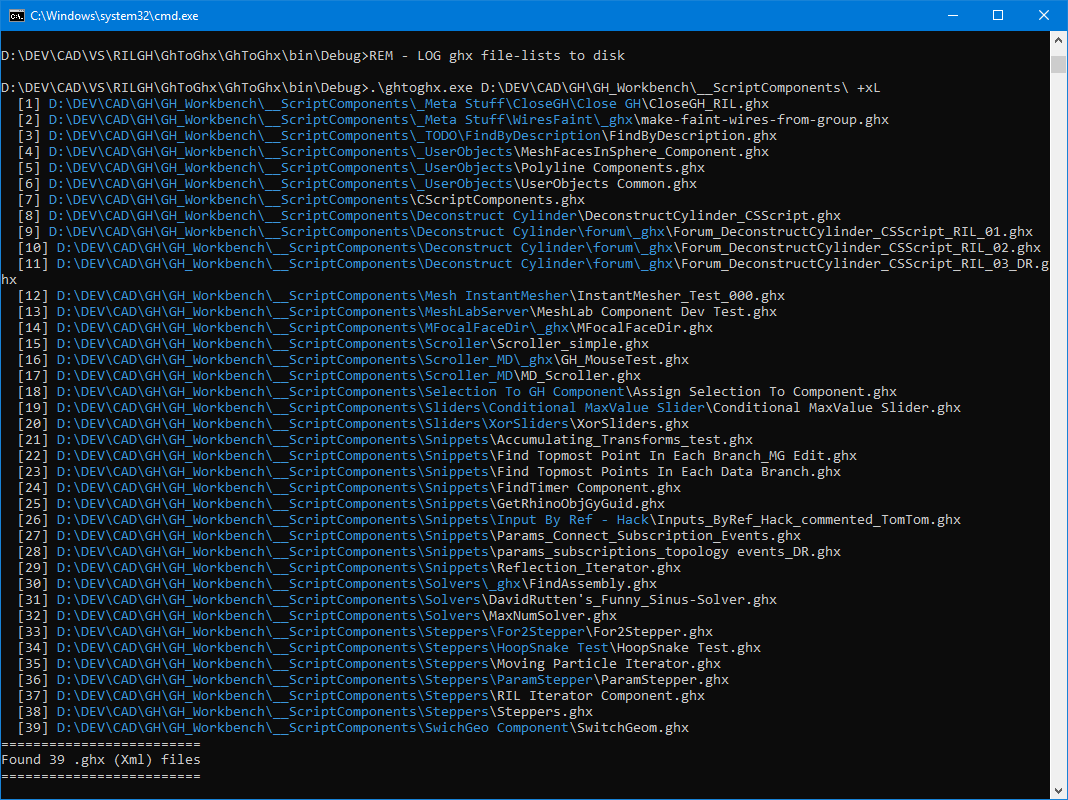 C:\Windows\system32\cmd.exe
D:\DEV\CAD\VS\RILGH\GhToGhx\GhToGhx\bin\Debug>REM - LOG ghx file-lists to disk
D:\DEV\CAD\VS\RILGH\GhToGhx\GhToGhx\bin\Debug>.\ghtoghx.exe D:\DEV\CAD\GH\GH_Workbench\__ScriptComponents\ +xL
[1] D:\DEV\CAD\GH\GH_Workbench\__ScriptComponents\_Meta Stuff\CloseGH\Close GH\CloseGH_RIL.ghx
[2] D:\DEV\CAD\GH\GH_Workbench\__ScriptComponents\_Meta Stuff\WiresFaint\_ghx\make-faint-wires-from-group.ghx
[3] D:\DEV\CAD\GH\GH_Workbench\__ScriptComponents\_TODO\FindByDescription\FindByDescription.ghx
[4] D:\DEV\CAD\GH\GH_Workbench\__ScriptComponents\_UserObjects\MeshFacesInSphere_Component.ghx
[5] D:\DEV\CAD\GH\GH_Workbench\__ScriptComponents\_UserObjects\Polyline Components.ghx
[6] D:\DEV\CAD\GH\GH_Workbench\__ScriptComponents\_UserObjects\UserObjects Common.ghx
[7] D:\DEV\CAD\GH\GH_Workbench\__ScriptComponents\CScriptComponents.ghx
[8] D:\DEV\CAD\GH\GH_Workbench\__ScriptComponents\Deconstruct Cylinder\DeconstructCylinder_CSScript.ghx
[9] D:\DEV\CAD\GH\GH_Workbench\__ScriptComponents\Deconstruct Cylinder\forum\_ghx\Forum_DeconstructCylinder_CSScript_RIL_01.ghx
[10] D:\DEV\CAD\GH\GH_Workbench\__ScriptComponents\Deconstruct Cylinder\forum\_ghx\Forum_DeconstructCylinder_CSScript_RIL_02.ghx
[11] D:\DEV\CAD\GH\GH_Workbench\__ScriptComponents\Deconstruct Cylinder\forum\_ghx\Forum_DeconstructCylinder_CSScript_RIL_03_DR.g
hx
[12] D:\DEV\CAD\GH\GH_Workbench\__ScriptComponents\Mesh InstantMesher\InstantMesher_Test_000.ghx
[13] D:\DEV\CAD\GH\GH_Workbench\__ScriptComponents\MeshLabServer\MeshLab Component Dev Test.ghx
[14] D:\DEV\CAD\GH\GH_Workbench\__ScriptComponents\MFocalFaceDir\_ghx\MFocalFaceDir.ghx
[15] D:\DEV\CAD\GH\GH_Workbench\__ScriptComponents\Scroller\Scroller_simple.ghx
[16] D:\DEV\CAD\GH\GH_Workbench\__ScriptComponents\Scroller_MD\_ghx\GH_MouseTest.ghx
[17] D:\DEV\CAD\GH\GH_Workbench\__ScriptComponents\Scroller_MD\MD_Scroller.ghx
[18] D:\DEV\CAD\GH\GH_Workbench\__ScriptComponents\Selection To GH Component\Assign Selection To Component.ghx
[19] D:\DEV\CAD\GH\GH_Workbench\__ScriptComponents\Sliders\Conditional MaxValue Slider\Conditional MaxValue Slider.ghx
[20] D:\DEV\CAD\GH\GH_Workbench\__ScriptComponents\Sliders\XorSliders\XorSliders.ghx
[21] D:\DEV\CAD\GH\GH_Workbench\__ScriptComponents\Snippets\Accumulating_Transforms_test.ghx
[22] D:\DEV\CAD\GH\GH_Workbench\__ScriptComponents\Snippets\Find Topmost Point In Each Branch_MG Edit.ghx
[23] D:\DEV\CAD\GH\GH_Workbench\__ScriptComponents\Snippets\Find Topmost Points In Each Data Branch.ghx
[24] D:\DEV\CAD\GH\GH_Workbench\__ScriptComponents\Snippets\FindTimer Component.ghx
[25] D:\DEV\CAD\GH\GH_Workbench\__ScriptComponents\Snippets\GetRhinoObjGyGuid.ghx
[26] D:\DEV\CAD\GH\GH_Workbench\__ScriptComponents\Snippets\Input By Ref - Hack\Inputs_ByRef_Hack_commented_TomTom.ghx
[27] D:\DEV\CAD\GH\GH_Workbench\__ScriptComponents\Snippets\Params_Connect_Subscription_Events.ghx
[28] D:\DEV\CAD\GH\GH_Workbench\__ScriptComponents\Snippets\params_subscriptions_topology events_DR.ghx
[29] D:\DEV\CAD\GH\GH_Workbench\__ScriptComponents\Snippets\Reflection_Iterator.ghx
[30] D:\DEV\CAD\GH\GH_Workbench\__ScriptComponents\Solvers\_ghx\FindAssembly.ghx
[31] D:\DEV\CAD\GH\GH_Workbench\__ScriptComponents\Solvers\DavidRutten's_Funny_Sinus-Solver.ghx
[32] D:\DEV\CAD\GH\GH_Workbench\__ScriptComponents\Solvers\MaxNumSolver.ghx
[33] D:\DEV\CAD\GH\GH_Workbench\__ScriptComponents\Steppers\For2Stepper\For2Stepper.ghx
[34] D:\DEV\CAD\GH\GH_Workbench\__ScriptComponents\Steppers\HoopSnake Test\HoopSnake Test.ghx
[35] D:\DEV\CAD\GH\GH_Workbench\__ScriptComponents\Steppers\Moving Particle Iterator.ghx
[36] D:\DEV\CAD\GH\GH_Workbench\__ScriptComponents\Steppers\ParamStepper\ParamStepper.ghx
[37] D:\DEV\CAD\GH\GH_Workbench\__ScriptComponents\Steppers\RIL Iterator Component.ghx
[38] D:\DEV\CAD\GH\GH_Workbench\__ScriptComponents\Steppers\Steppers.ghx
[39] D:\DEV\CAD\GH\GH_Workbench\__ScriptComponents\SwichGeo Component\SwitchGeom.ghx
=========================
Found 39 .ghx (Xml) files
=========================